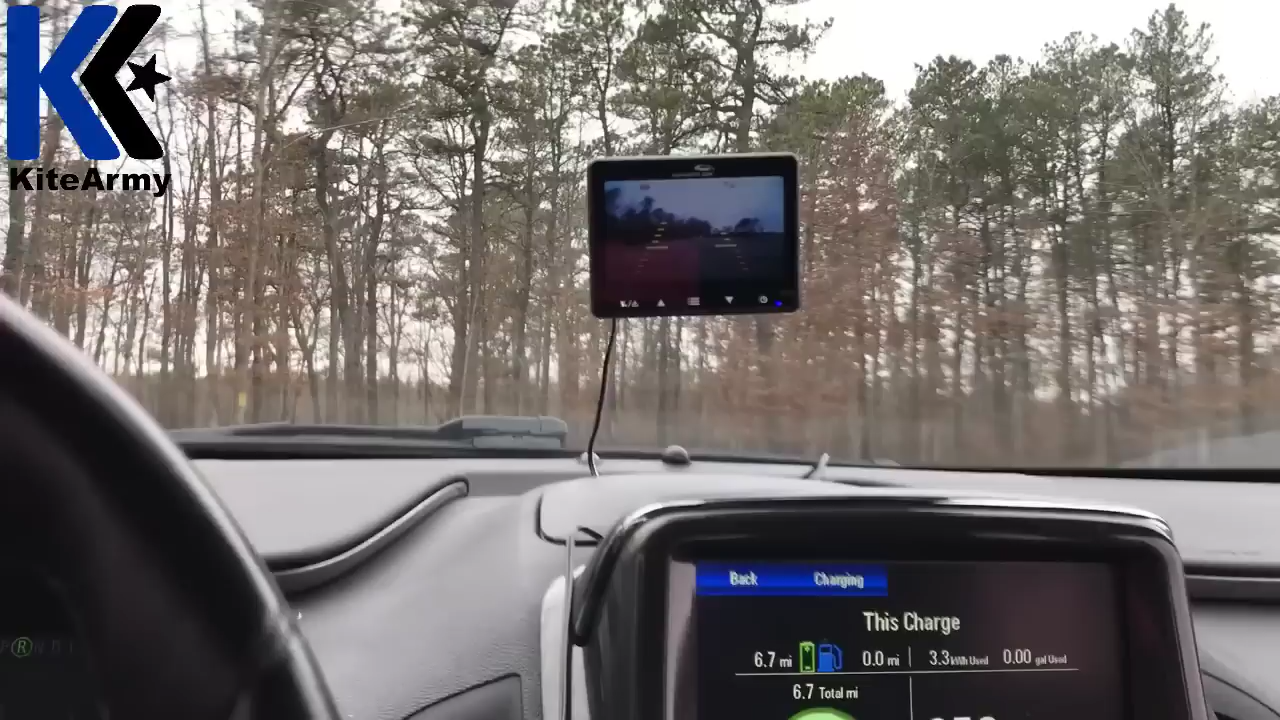 KiteArmy
Back Charging
This Charge
6.7 mi 0.0 mi 3.3 kWh Used 0.00 gal Used
6.7 Total mi
P R N D L